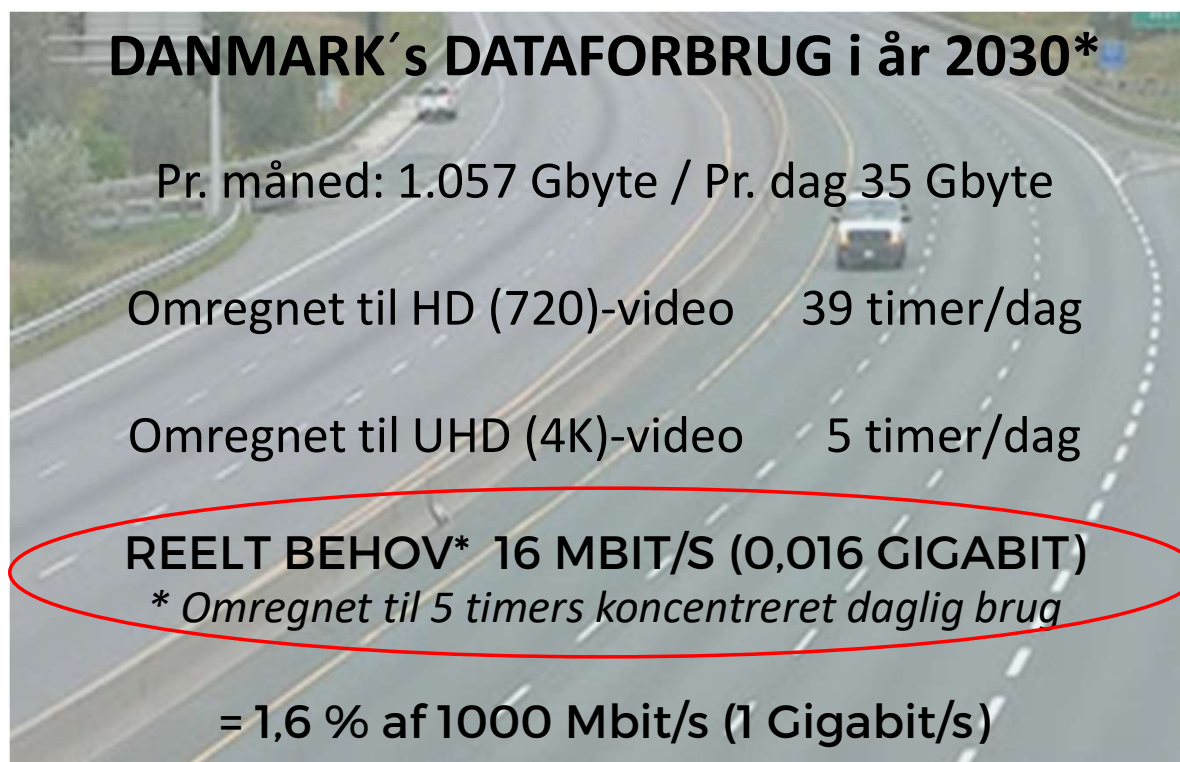 DANMARK´s DATAFORBRUG i år 2030*
Pr. måned: 1.057 Gbyte / Pr. dag 35 Gbyte
Omregnet til HD (720)-video 39 timer/dag
Omregnet til UHD (4K)-video 5 timer/dag
REELT BEHOV* 16 MBIT/S (0,016 GIGABIT)
* Omregnet til 5 timers koncentreret daglig brug
= 1,6 % af 1000 Mbit/s (1 Gigabit/s)